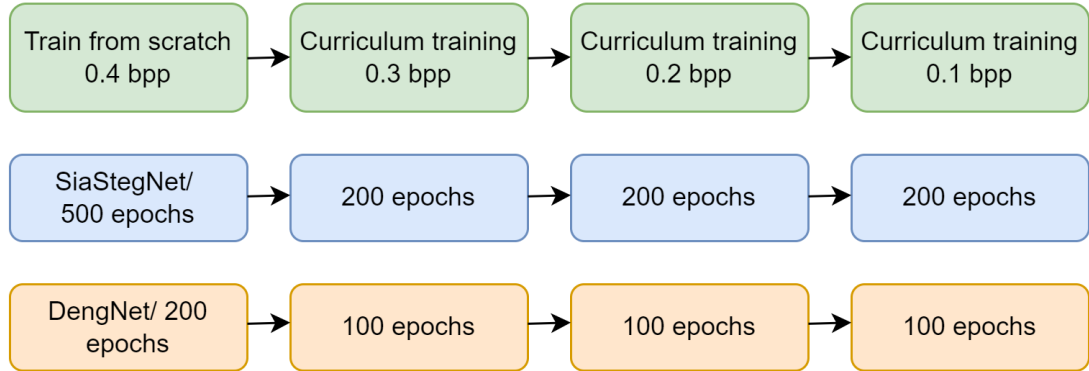 Train from scratch
0.4 bpp
Curriculum training
0.3 bpp
Curriculum training
0.2 bpp
Curriculum training
0.1 bpp
SiaStegNet/
500 epochs
200 epochs
200 epochs
200 epochs
DengNet/ 200
epochs
100 epochs
100 epochs
100 epochs